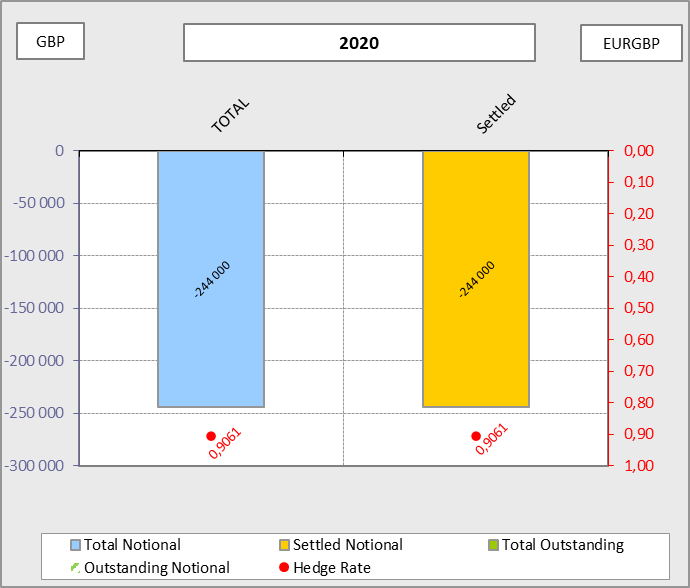 GBP
2020
EURGBP
TOTAL
Settled
0
-50 000
-100 000
-150 000
-200 000
-250 000
-300 000
-244 000
-244 000
0,9061
0,9061
0,00
0,10
0,20
0,30
0,40
0,50
0,60
0,70
0,80
0,90
1,00
Total Notional
Settled Notional
Total Outstanding
Outstanding Notional
Hedge Rate